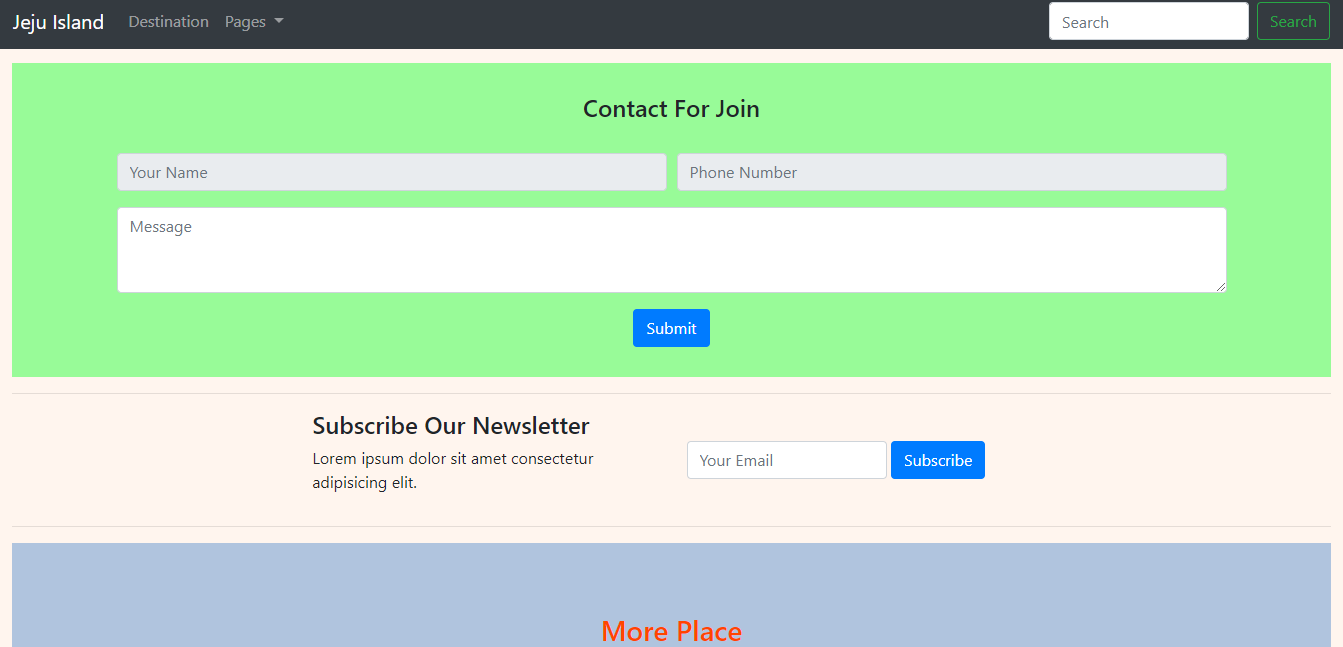 Jeju Island Destination Pages Search Search
Contact For Join
Your Name Phone Number
Message
Submit
Subscribe Our Newsletter
Lorem ipsum dolor sit amet consectetur
adipisicing elit.
Your Email Subscribe
More Place